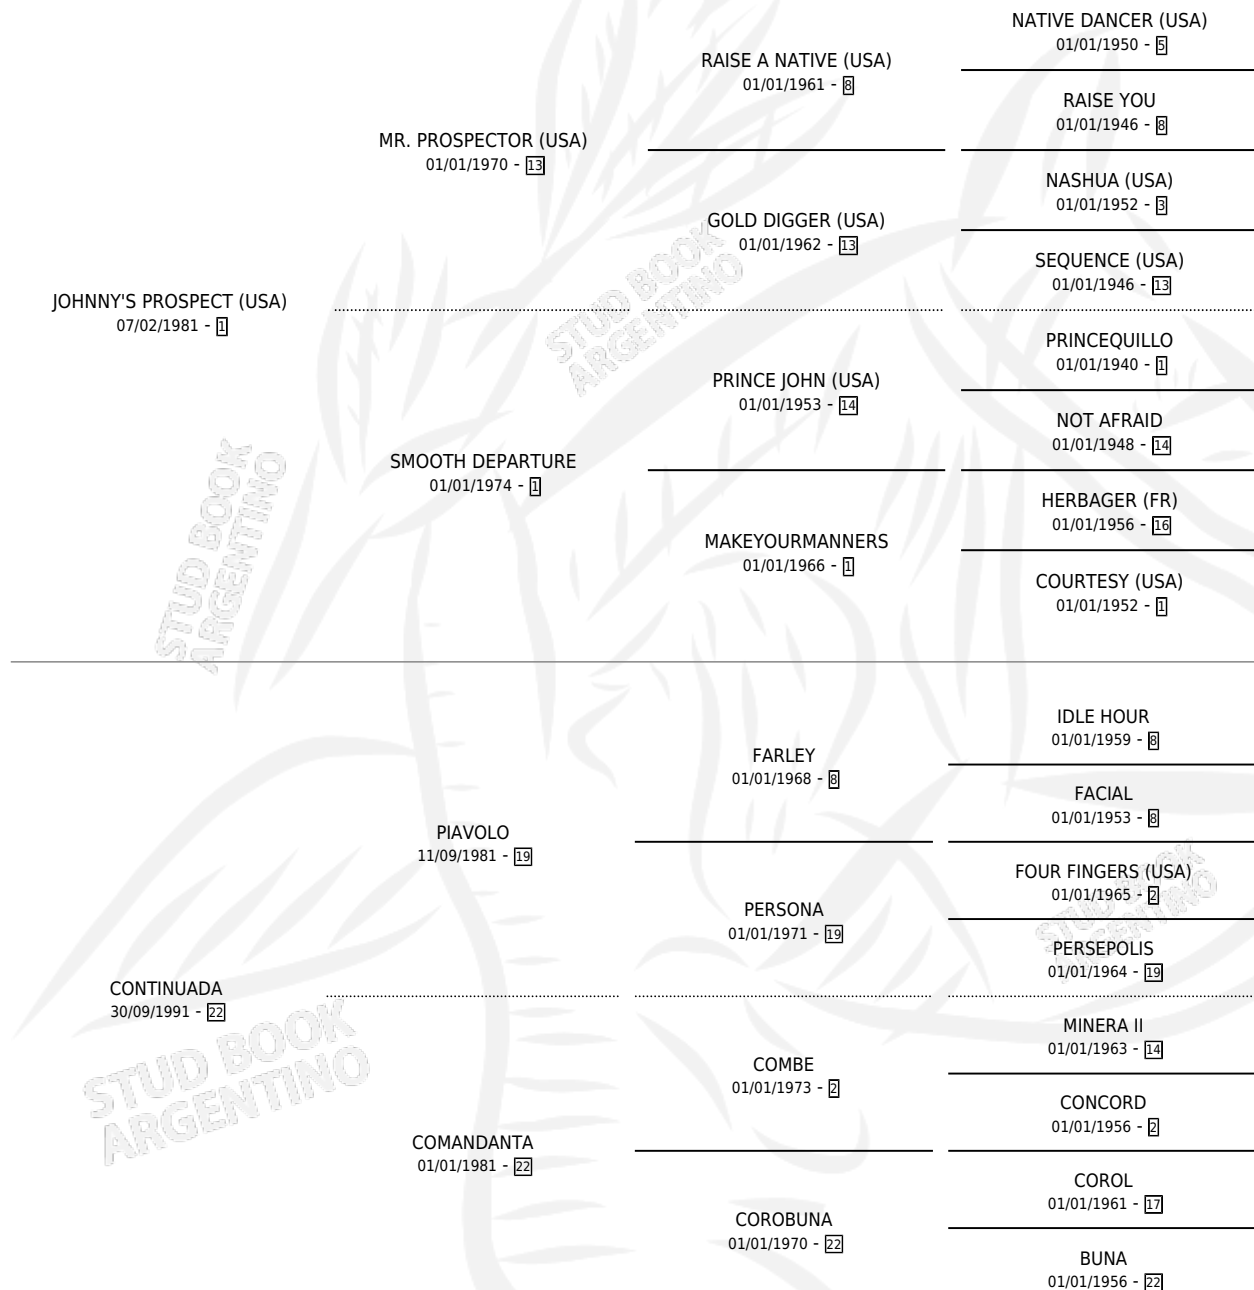 NATIVE DANCER (USA)
01/01/1950 - 5
RAISE A NATIVE (USA)
01/01/1961 - 8
RAISE YOU
01/01/1946 - 8
MR. PROSPECTOR (USA)
01/01/1970 - 13
NASHUA (USA)
01/01/1952 - 3
GOLD DIGGER (USA)
01/01/1962 - 13
SEQUENCE (USA)
01/01/1946 - 13
JOHNNY'S PROSPECT (USA)
07/02/1981 - 1
STUD BOOK
ARGENTINO
PRINCEQUILLO
01/01/1940 - 1
PRINCE JOHN (USA)
01/01/1953 - 14
NOT AFRAID
01/01/1948 - 14
SMOOTH DEPARTURE
01/01/1974 - 1
HERBAGER (FR)
01/01/1956 - 16
MAKEYOURMANNERS
01/01/1966 - 1
COURTESY (USA)
01/01/1952 - 1
STUD BOOK
ARGENTINO
IDLE HOUR
01/01/1959 - 8
FARLEY
01/01/1968 - 8
FACIAL
01/01/1953 - 8
PIAVOLO
11/09/1981 - 19
FOUR FINGERS (USA)
01/01/1965 - 2
PERSONA
01/01/1971 - 19
PERSEPOLIS
01/01/1964 - 19
STUD BOOK
ARGENTINO
CONTINUADA
30/09/1991 - 22
STUD BOOK
ARGENTINO
MINERA II
01/01/1963 - 14
COMBE
01/01/1973 - 2
CONCORD
01/01/1956 - 2
COMANDANTA
01/01/1981 - 22
COROL
01/01/1961 - 17
COROBUNA
01/01/1970 - 22
BUNA
01/01/1956 - 22